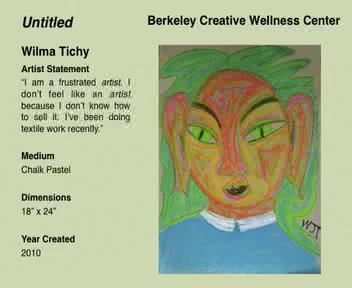 Untitled
Berkeley Creative Wellness Center
Wilma Tichy
Artist Statement
“I am a frustrated artist. I
don’t feel like an artist
because I don’t know how
to sell it. I’ve been doing
textile work recently.”
Medium
Chalk Pastel
Dimensions
18” x 24”
Year Created
2010
WJT